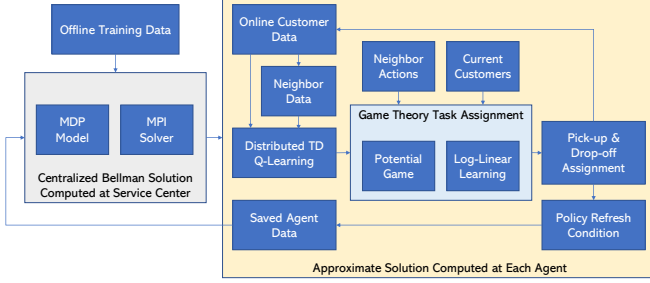 Offline Training Data
Online Customer
Data
Neighbor
Actions
Current
Customers
Neighbor
Data
MDP
Model
MPI
Solver
Centralized Bellman Solution
Computed at Service Center
Distributed TD
Q-Learning
Game Theory Task Assignment
Potential
Game
Log-Linear
Learning
Pick-up &
Drop-off
Assignment
Saved Agent
Data
Policy Refresh
Condition
Approximate Solution Computed at Each Agent